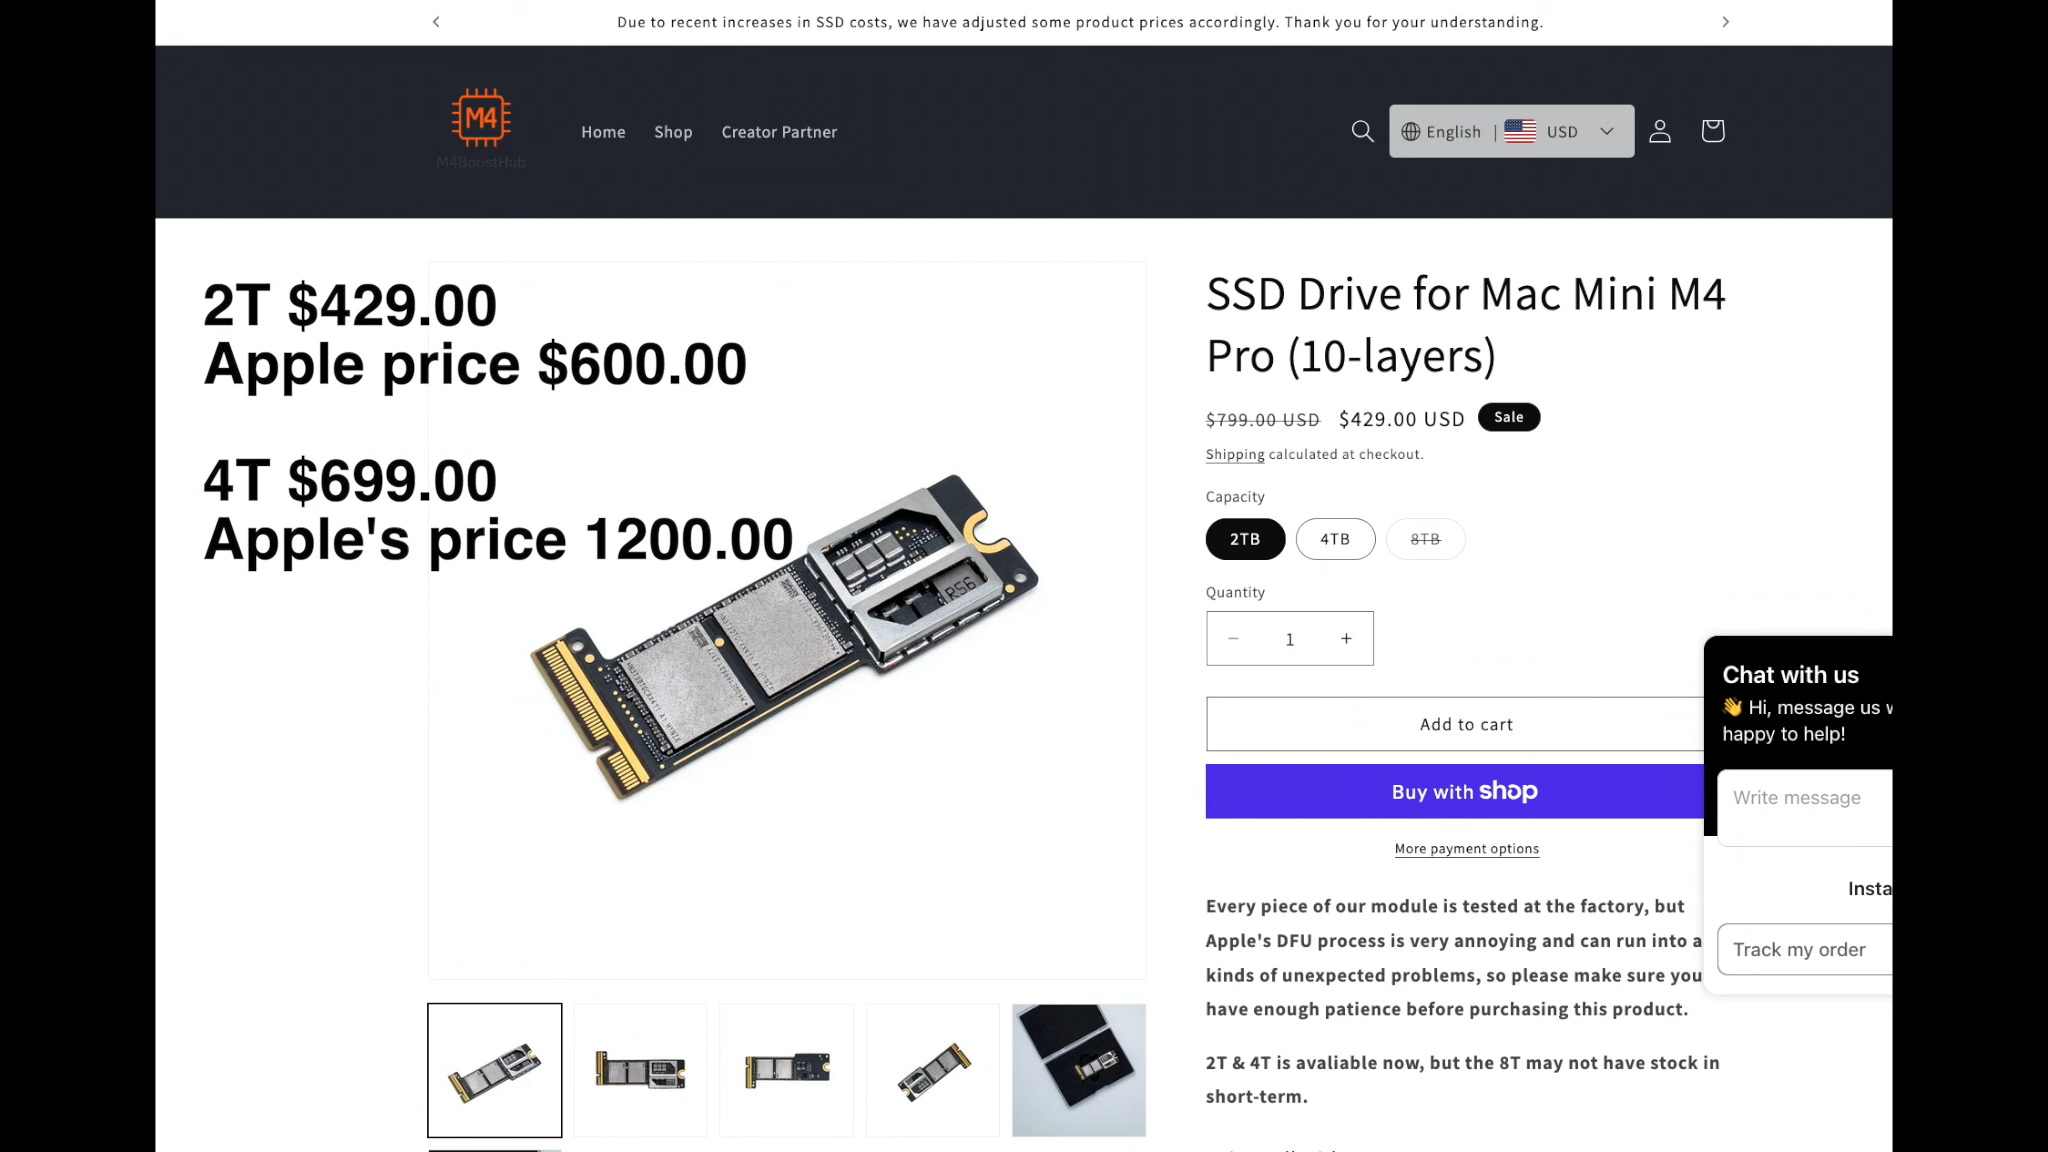 Due to recent increases in SSD costs, we have adjusted some product prices accordingly. Thank you for your understanding.
M4
M4BoostHub
Home
Shop
Creator Partner
English | USD
2T $429.00
Apple price $600.00
4T $699.00
Apple's price 1200.00
R56
SSD Drive for Mac Mini M4
Pro (10-layers)
$799.00 USD $429.00 USD Sale
Shipping calculated at checkout.
Capacity
2TB 4TB 8TB
Quantity
− 1 +
Add to cart
Buy with shop
More payment options
Every piece of our module is tested at the factory, but
Apple's DFU process is very annoying and can run into a
kinds of unexpected problems, so please make sure you
have enough patience before purchasing this product.
2T & 4T is avaliable now, but the 8T may not have stock in
short-term.
Chat with us
👋 Hi, message us
happy to help!
Write message
Insta
Track my order